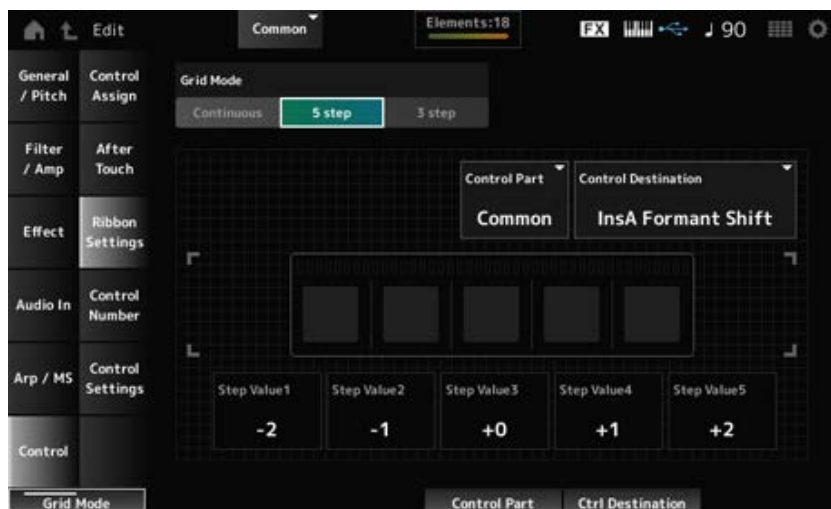 Edit
Common
Elements:18
FX
♩ 90
General / Pitch
Control Assign
Grid Mode
Continuous
5 step
3 step
Filter / Amp
After Touch
Control Part
Common
Control Destination
InsA Formant Shift
Effect
Ribbon Settings
Audio In
Control Number
Arp / MS
Control Settings
Step Value1
Step Value2
Step Value3
Step Value4
Step Value5
-2
-1
+0
+1
+2
Control
Grid Mode
Control Part
Ctrl Destination